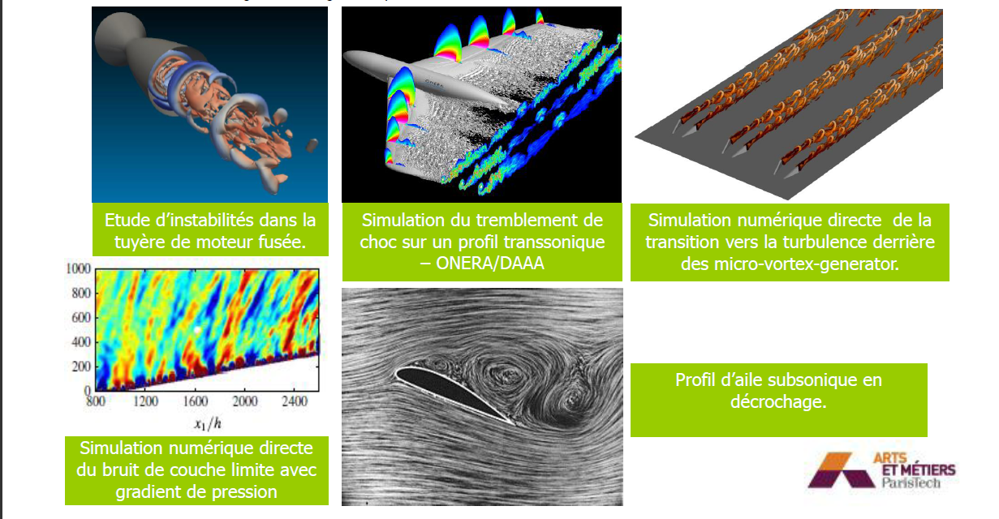 ONERA
Etude d'instabilités dans la
tuyère de moteur fusée.
Simulation du tremblement de
choc sur un profil transsonique
– ONERA/DAAA
Simulation numérique directe de la
transition vers la turbulence derrière
des micro-vortex-generator.
1000
800
600
400
200
0
800 1200 1600 2000 2400
x₁/h
Simulation numérique directe
du bruit de couche limite avec
gradient de pression
Profil d'aile subsonique en
décrochage.
ARTS
ET MÉTIERS
ParisTech